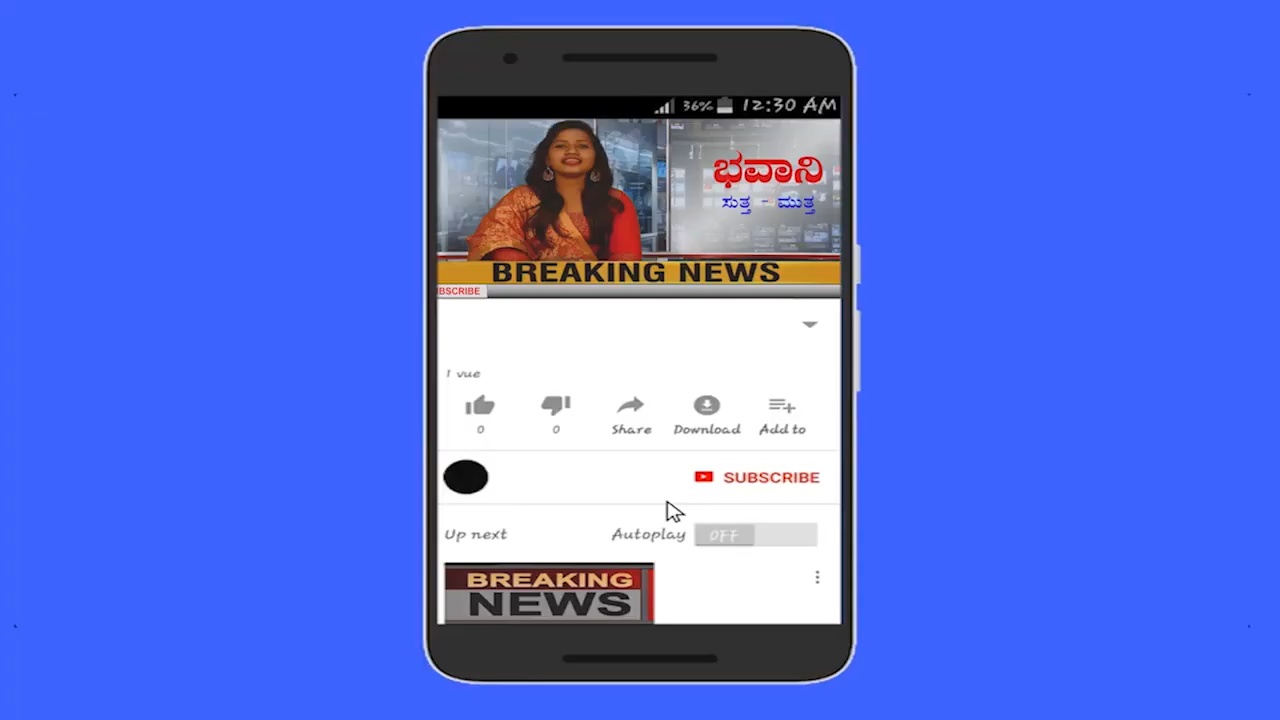 36% 12:30 AM
ಭವಾನಿ
ಸುತ್ತ - ಮುತ್ತ
BREAKING NEWS
BSCRIBE
1 vue
0 0 Share Download Add to
SUBSCRIBE
Up next Autoplay OFF
BREAKING
NEWS